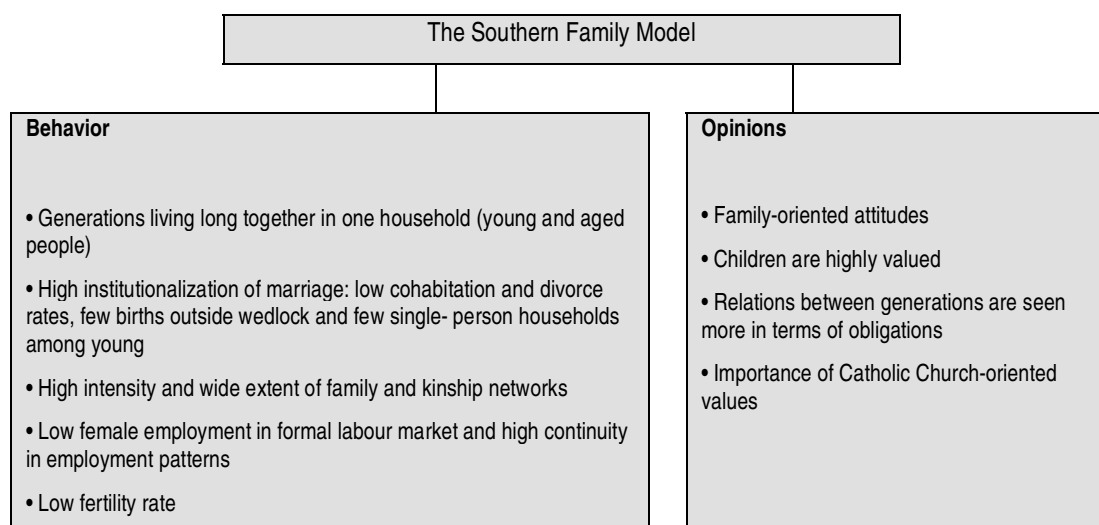 The Southern Family Model
Behavior
• Generations living long together in one household (young and aged
people)
• High institutionalization of marriage: low cohabitation and divorce
rates, few births outside wedlock and few single- person households
among young
• High intensity and wide extent of family and kinship networks
• Low female employment in formal labour market and high continuity
in employment patterns
• Low fertility rate
Opinions
• Family-oriented attitudes
• Children are highly valued
• Relations between generations are seen
more in terms of obligations
• Importance of Catholic Church-oriented
values